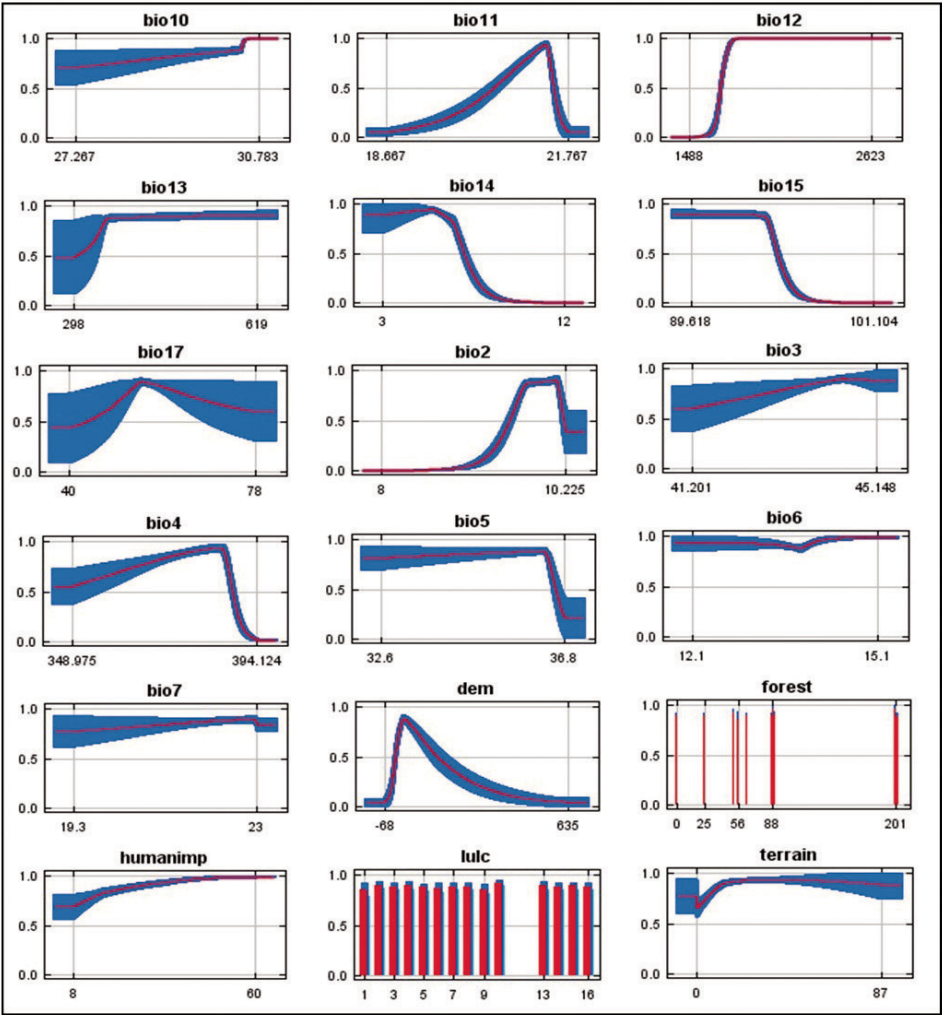 bio10 bio11 bio12
1.0 1.0 1.0
0.5 0.5 0.5
0.0 0.0 0.0
27.267 30.783 18.667 21.767 1488 2623
bio13 bio14 bio15
1.0 1.0 1.0
0.5 0.5 0.5
0.0 0.0 0.0
298 619 3 12 89.618 101.104
bio17 bio2 bio3
1.0 1.0 1.0
0.5 0.5 0.5
0.0 0.0 0.0
40 78 8 10.225 41.201 45.148
bio4 bio5 bio6
1.0 1.0 1.0
0.5 0.5 0.5
0.0 0.0 0.0
348.975 394.124 32.6 36.8 12.1 15.1
bio7 dem forest
1.0 1.0 1.0
0.5 0.5 0.5
0.0 0.0 0.0
19.3 23 -68 635 0 25 56 88 201
humanimp lulc terrain
1.0 1.0 1.0
0.5 0.5 0.5
0.0 0.0 0.0
8 60 1 3 5 7 9 13 16 0 87